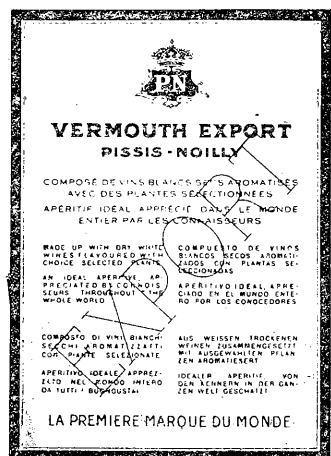 PN
VERMOUTH EXPORT
PISSIS-NOILLY
COMPOSÉ DE VINS BLANCS SECS AROMATISÉS
AVEC DES PLANTES SÉLECTIONNÉES
APÉRITIF IDÉAL APPRÉCIÉ DANS LE MONDE
ENTIER PAR LES CONNAISSEURS
MADE UP WITH DRY WHITE
WINES FLAVOURED WITH
CHOICE SELECTED PLANTS
AN IDEAL APERITIVE, AP-
PRECIATED BY CONNOIS-
SEURS THROUGHOUT THE
WHOLE WORLD
COMPUESTO DE VINOS
BLANCOS SECOS AROMATI-
ZADOS CON PLANTAS SE-
LECCIONADAS
APERITIVO IDEAL, APRE-
CIADO EN EL MUNDO ENTE-
RO POR LOS CONOCEDORES
COMPOSTO DI VINI BIANCHI
SECCHI AROMATIZZATTI
CON PIANTE SELEZIONATE
APERITIVO IDEALE APPREZ-
ZATO NEL MONDO INTERO
DA TUTTI I BUONGUSTAI
AUS WEISSEN TROCKENEN
WEINEN ZUSAMMENGESETZT
MIT AUSGEWÄHLTEN PFLAN-
ZEN AROMATISIERT
IDEALER APERITIF VON
DEN KENNERN IN DER GAN-
ZEN WELT GESCHÄTZT
LA PREMIERE MARQUE DU MONDE